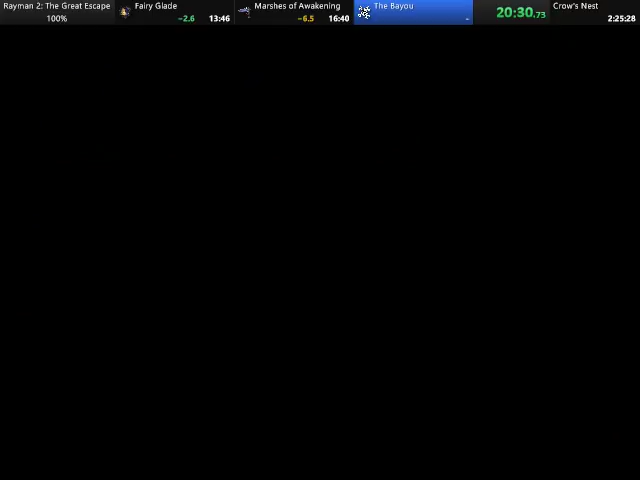 Rayman 2: The Great Escape
100%
Fairy Glade
−2.6 13:46
Marshes of Awakening
−6.5 16:40
The Bayou
-
20:30.73
Crow's Nest
2:25:28